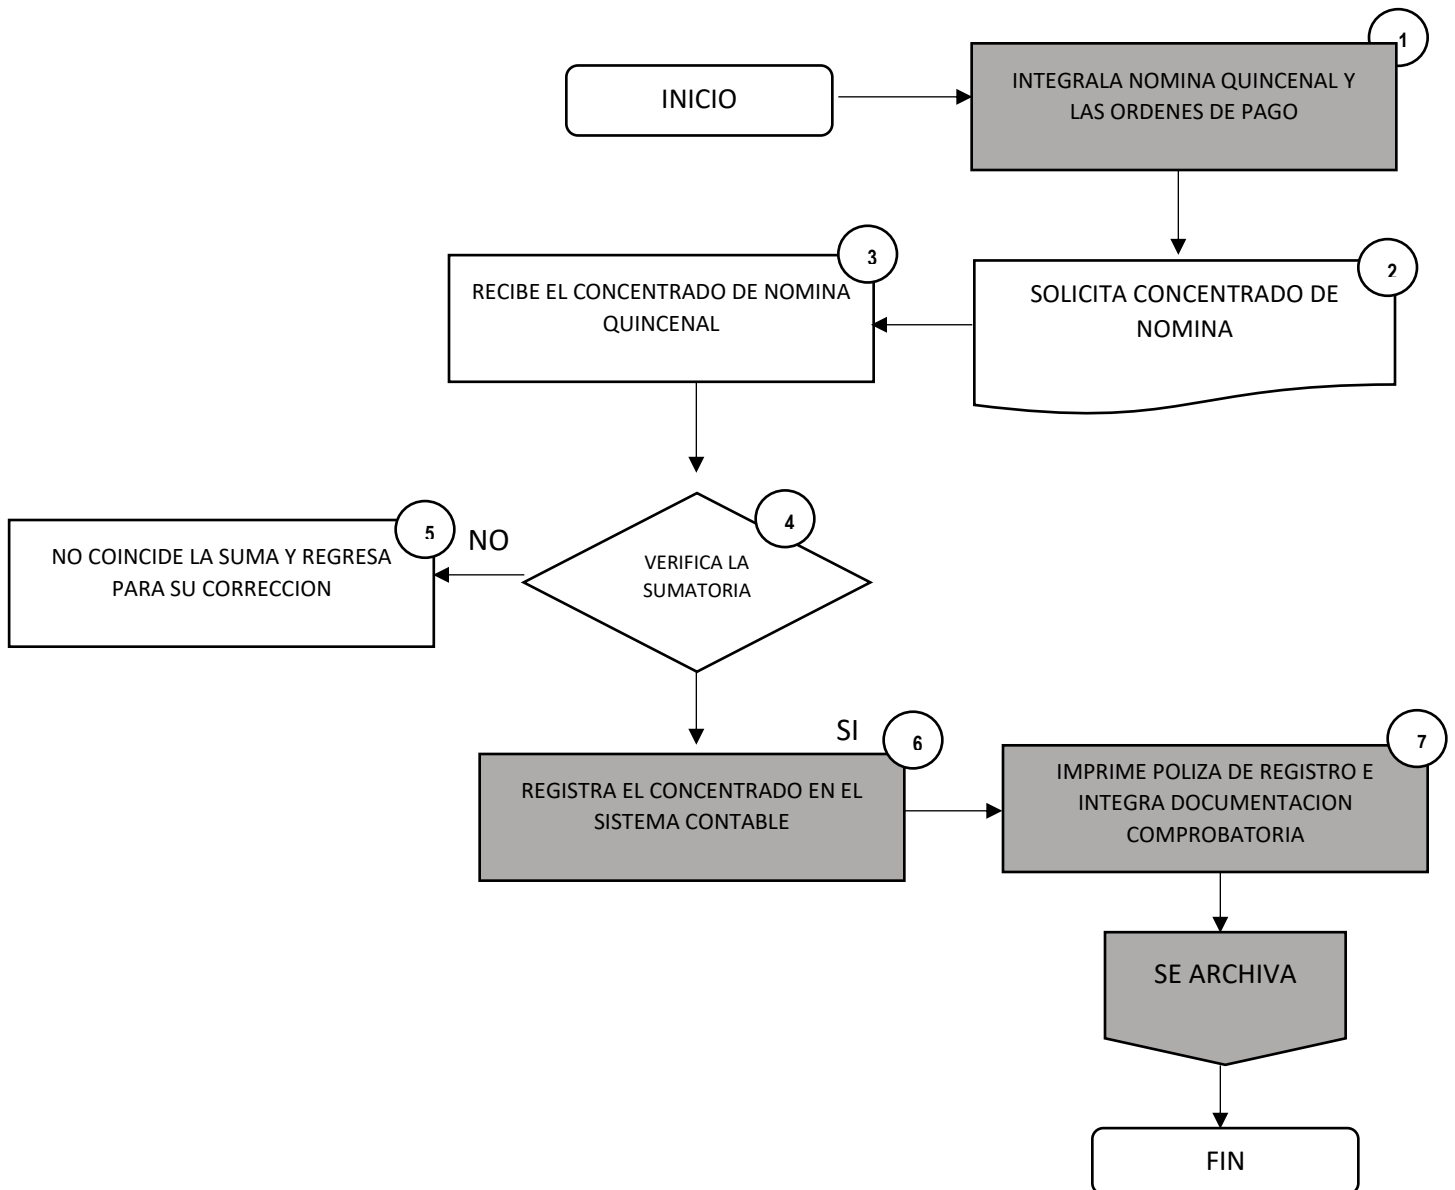 INICIO
1
INTEGRALA NOMINA QUINCENAL Y
LAS ORDENES DE PAGO
2
SOLICITA CONCENTRADO DE
NOMINA
3
RECIBE EL CONCENTRADO DE NOMINA
QUINCENAL
4
VERIFICA LA
SUMATORIA
NO
5
NO COINCIDE LA SUMA Y REGRESA
PARA SU CORRECCION
SI
6
REGISTRA EL CONCENTRADO EN EL
SISTEMA CONTABLE
7
IMPRIME POLIZA DE REGISTRO E
INTEGRA DOCUMENTACION
COMPROBATORIA
SE ARCHIVA
FIN